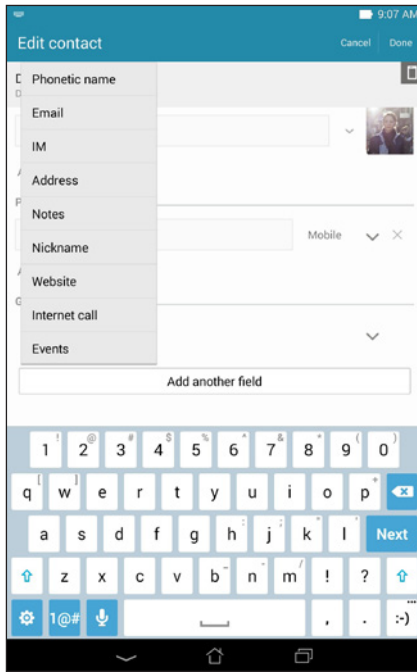 9:07 AM
Edit contact
Cancel Done
D
Phonetic name
Email
IM
A
Address
P
Notes
Nickname
Mobile
A
Website
G
Internet call
Events
Add another field
! @ # $ % ^ & * ( )
1 2 3 4 5 6 7 8 9 0
[ ] +
q w e r t y u i o p
: ; ' "
a s d f g h j k l Next
z x c v b n m ! ?
1@# , . :-)